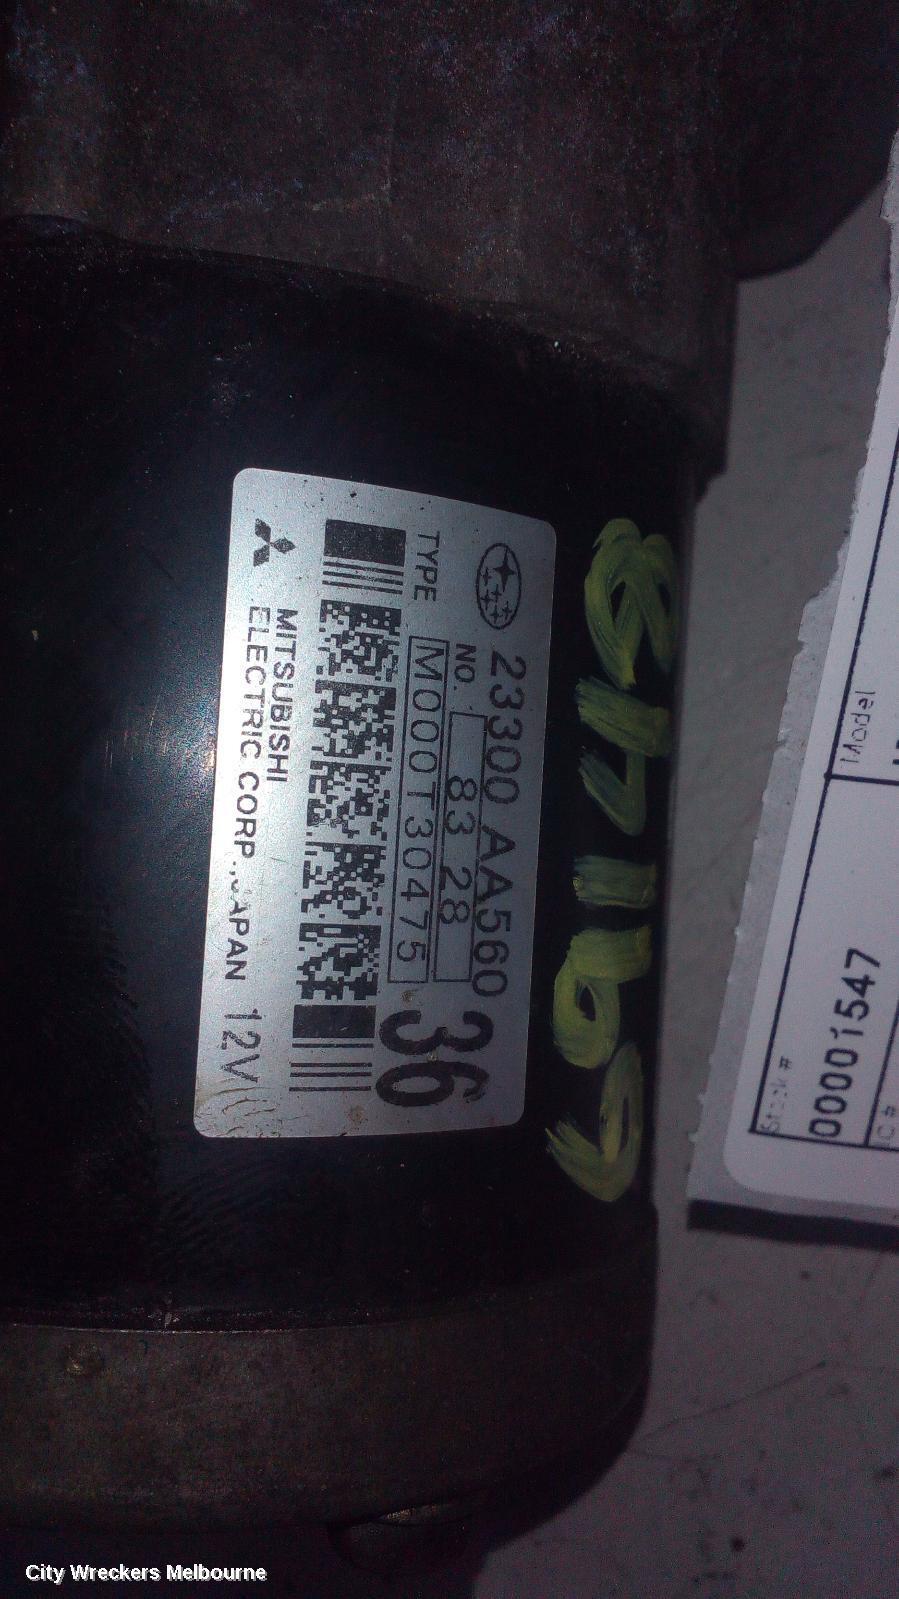 23300 AA560
NO. 83 28
TYPE M000T30475
36
MITSUBISHI
ELECTRIC CORP., JAPAN 12V
Model
Stock #
00001547
City Wreckers Melbourne